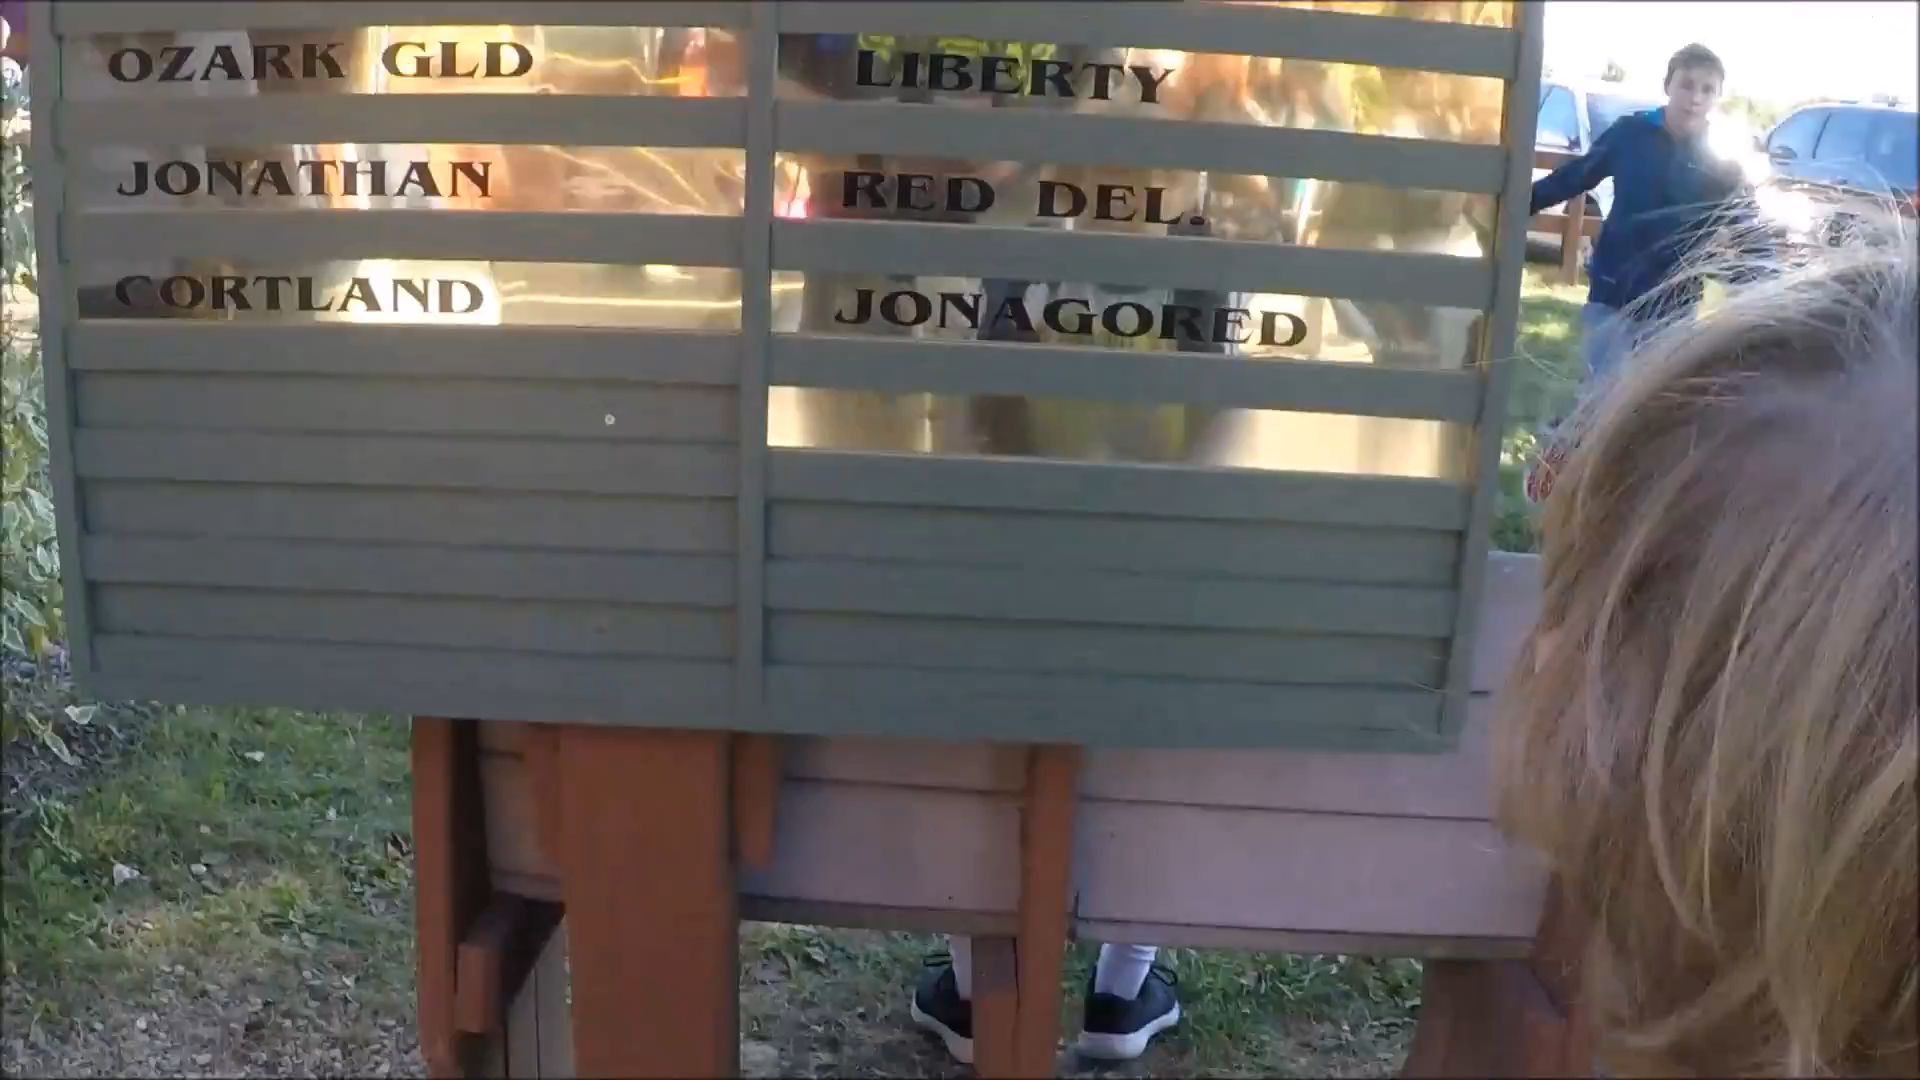 OZARK GLD
JONATHAN
CORTLAND
LIBERTY
RED DEL.
JONAGORED